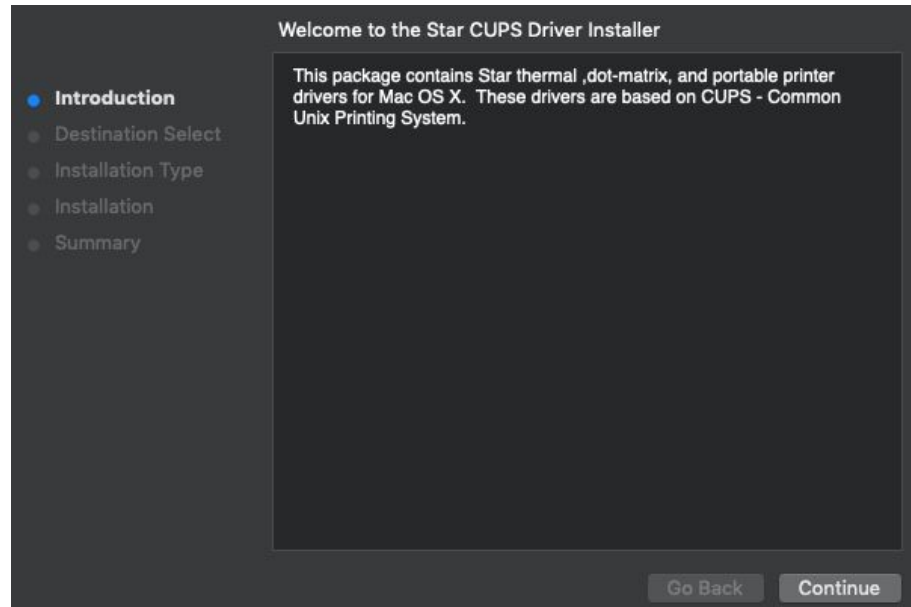 Welcome to the Star CUPS Driver Installer
Introduction
Destination Select
Installation Type
Installation
Summary
This package contains Star thermal ,dot-matrix, and portable printer
drivers for Mac OS X.  These drivers are based on CUPS - Common
Unix Printing System.
Go Back
Continue